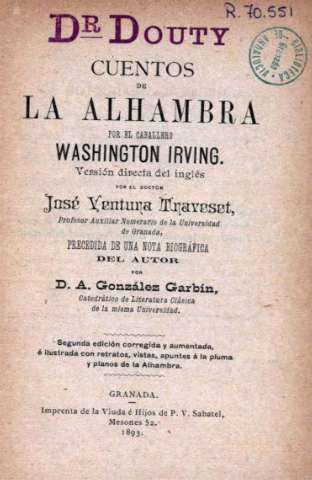 R.70.551
DR DOUTY
CUENTOS
DE
LA ALHAMBRA
POR EL CABALLERO
WASHINGTON IRVING.
Versión directa del inglés
POR EL DOCTOR
José Ventura Traveset,
Profesor Auxiliar Numerario de la Universidad
de Granada,
PRECEDIDA DE UNA NOTA BIOGRÁFICA
DEL AUTOR
POR
D. A. González Garbín,
Catedrático de Literatura Clásica
de la misma Universidad.
Segunda edición corregida y aumentada,
é ilustrada con retratos, vistas, apuntes á la pluma
y planos de la Alhambra.
GRANADA.
Imprenta de la Viuda é Hijos de P. V. Sabatel,
Mesones 52.
1893.